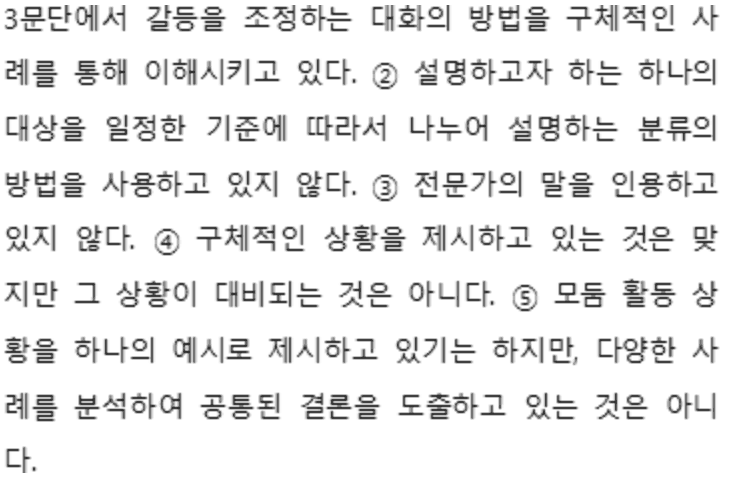 3문단에서 갈등을 조정하는 대화의 방법을 구체적인 사
례를 통해 이해시키고 있다. ② 설명하고자 하는 하나의
대상을 일정한 기준에 따라서 나누어 설명하는 분류의
방법을 사용하고 있지 않다. ③ 전문가의 말을 인용하고
있지 않다. ④ 구체적인 상황을 제시하고 있는 것은 맞
지만 그 상황이 대비되는 것은 아니다. ⑤ 모둠 활동 상
황을 하나의 예시로 제시하고 있기는 하지만, 다양한 사
례를 분석하여 공통된 결론을 도출하고 있는 것은 아니
다.